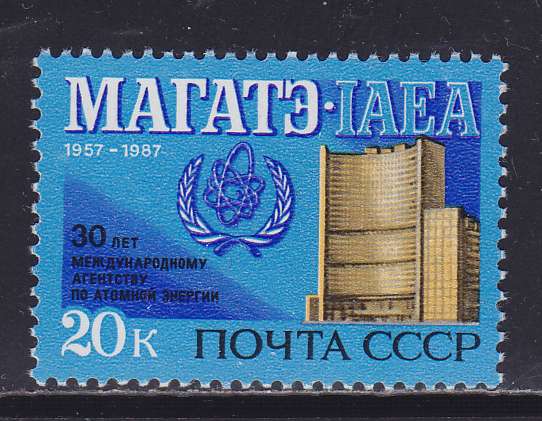 МАГАТЭ·IAEA
1957-1987
30 ЛЕТ
МЕЖДУНАРОДНОМУ
АГЕНТСТВУ
ПО АТОМНОЙ ЭНЕРГИИ
20К ПОЧТА СССР